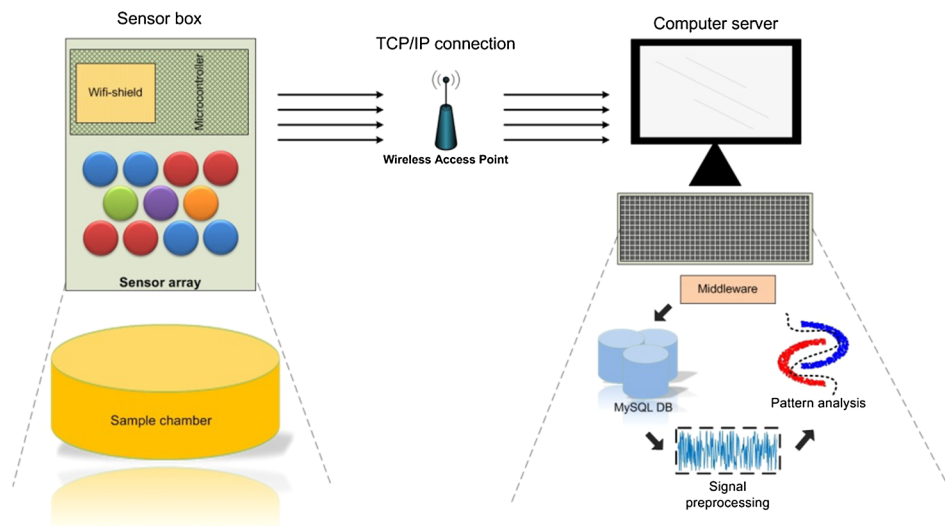 Sensor box
Wifi-shield
Microcontroller
Sensor array
Sample chamber
TCP/IP connection
Wireless Access Point
Computer server
Middleware
MySQL DB
Pattern analysis
Signal
preprocessing